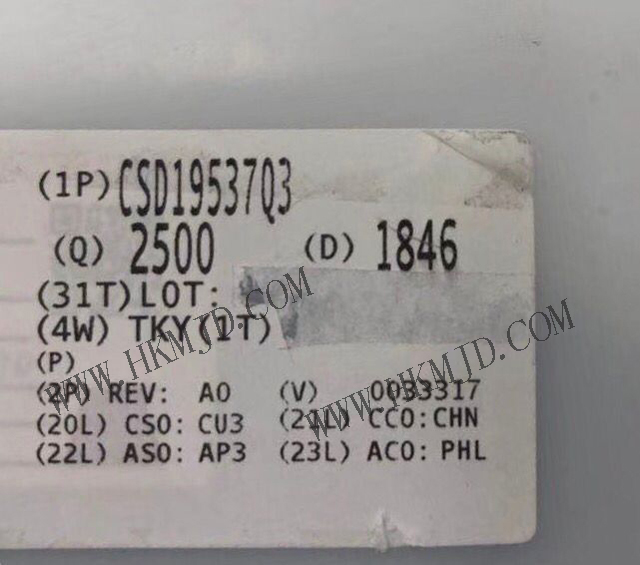 (1P) CSD19537Q3
(Q) 2500 (D) 1846
(31T) LOT:
(4W) TKY (1T)
(P)
(2P) REV: A0 (V) 0033317
(20L) CSO: CU3 (21L) CCO: CHN
(22L) ASO: AP3 (23L) ACO: PHL
WWW.HKMJD.COM
WWW.HKMJD.COM